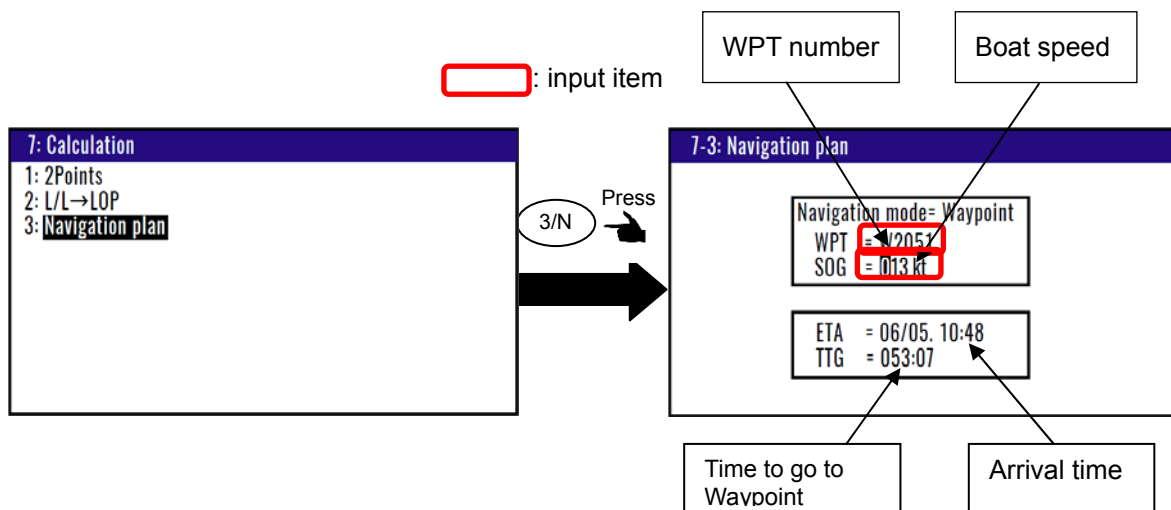 WPT number
Boat speed
: input item
7: Calculation
1: 2Points
2: L/L→LOP
3: Navigation plan
3/N
Press
7-3: Navigation plan
Navigation mode= Waypoint
WPT = W2051
SOG = 013 kt
ETA = 06/05. 10:48
TTG = 053:07
Time to go to
Waypoint
Arrival time